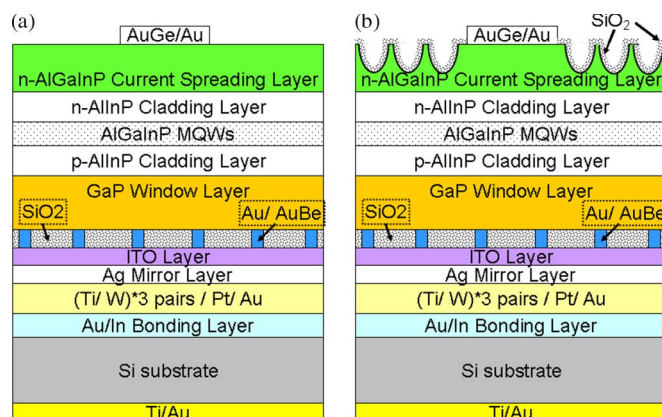 (a)
AuGe/Au
n-AlGaInP Current Spreading Layer
n-AlInP Cladding Layer
AlGaInP MQWs
p-AlInP Cladding Layer
GaP Window Layer
SiO2
Au/ AuBe
ITO Layer
Ag Mirror Layer
(Ti/ W)*3 pairs / Pt/ Au
Au/In Bonding Layer
Si substrate
Ti/Au
(b)
SiO₂
AuGe/Au
n-AlGaInP Current Spreading Layer
n-AlInP Cladding Layer
AlGaInP MQWs
p-AlInP Cladding Layer
GaP Window Layer
SiO2
Au/ AuBe
ITO Layer
Ag Mirror Layer
(Ti/ W)*3 pairs / Pt/ Au
Au/In Bonding Layer
Si substrate
Ti/Au